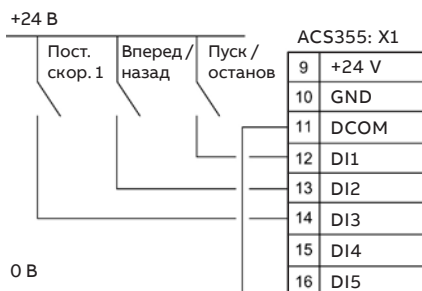 +24 В
Пост. скор. 1
Вперед / назад
Пуск / останов
ACS355: X1
9 +24 V
10 GND
11 DCOM
12 DI1
13 DI2
14 DI3
15 DI4
16 DI5
0 В